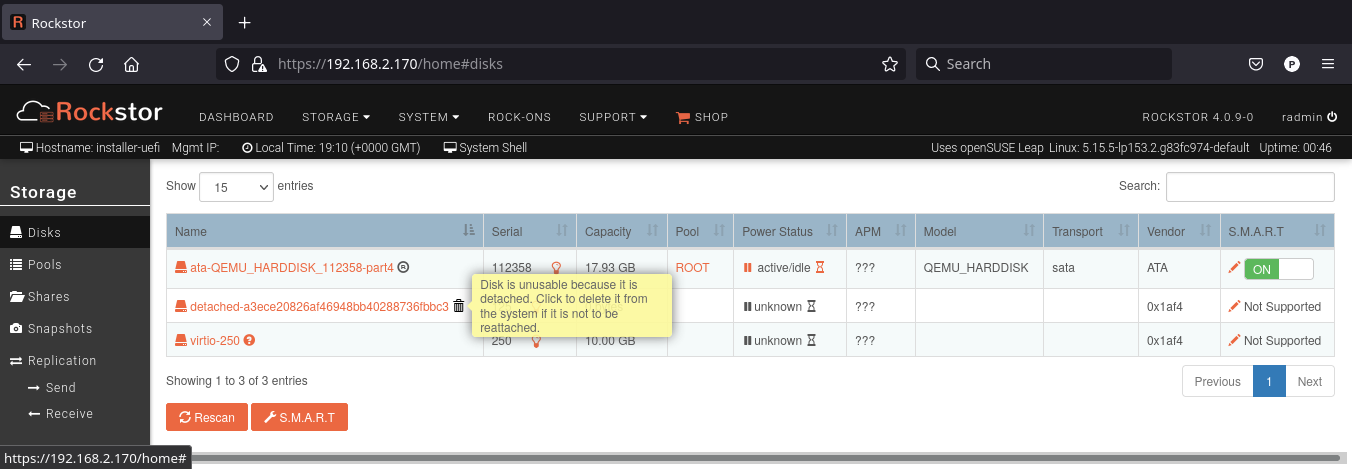 Rockstor
https://192.168.2.170/home#disks
P
Search
Rockstor
DASHBOARD STORAGE SYSTEM ROCK-ONS SUPPORT SHOP ROCKSTOR 4.0.9-0 radmin
Hostname: installer-uefi Mgmt IP: Local Time: 19:10 (+0000 GMT) System Shell Uses openSUSE Leap Linux: 5.15.5-lp153.2.g83fc974-default Uptime: 00:46
Storage
Disks
Pools
Shares
Snapshots
Replication
Send
Receive
Show 15 entries Search:
Name Serial Capacity Pool Power Status APM Model Transport Vendor S.M.A.R.T
ata-QEMU_HARDDISK_112358-part4 R 112358 17.93 GB ROOT active/idle ??? QEMU_HARDDISK sata ATA ON
detached-a3ece20826af46948bb40288736fbbc3 unknown ??? 0x1af4 Not Supported
Disk is unusable because it is
detached. Click to delete it from
the system if it is not to be
reattached.
virtio-250 ? 250 10.00 GB unknown ??? 0x1af4 Not Supported
Showing 1 to 3 of 3 entries Previous 1 Next
Rescan S.M.A.R.T
https://192.168.2.170/home#